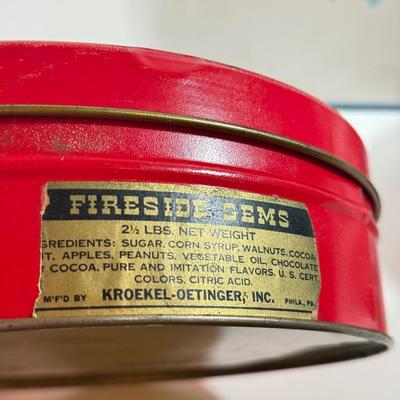 FIRESIDE GEMS
2½ LBS. NET WEIGHT
GREDIENTS: SUGAR, CORN SYRUP, WALNUTS, COCOA-
T, APPLES, PEANUTS, VEGETABLE OIL, CHOCOLATE
COCOA, PURE AND IMITATION FLAVORS, U. S. CERT.
COLORS, CITRIC ACID.
M'F'D BY KROEKEL-OETINGER, INC. PHILA., PA.